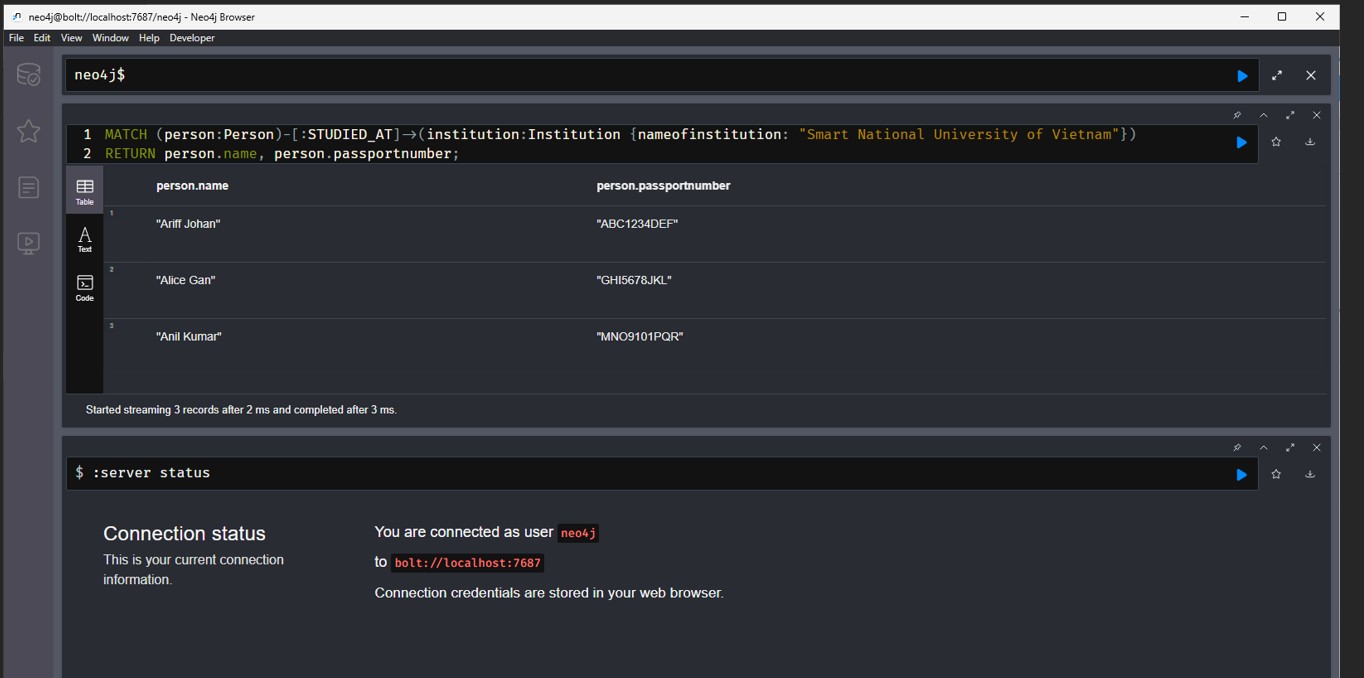 neo4j@bolt://localhost:7687/neo4j - Neo4j Browser
File Edit View Window Help Developer
neo4j$
1 MATCH (person:Person)-[:STUDIED_AT]->(institution:Institution {nameofinstitution: "Smart National University of Vietnam"})
2 RETURN person.name, person.passportnumber;
Table
person.name person.passportnumber
1
"Ariff Johan" "ABC1234DEF"
Text
2
"Alice Gan" "GHI5678JKL"
Code
3
"Anil Kumar" "MNO9101PQR"
Started streaming 3 records after 2 ms and completed after 3 ms.
$ :server status
Connection status
This is your current connection
information.
You are connected as user neo4j
to bolt://localhost:7687
Connection credentials are stored in your web browser.